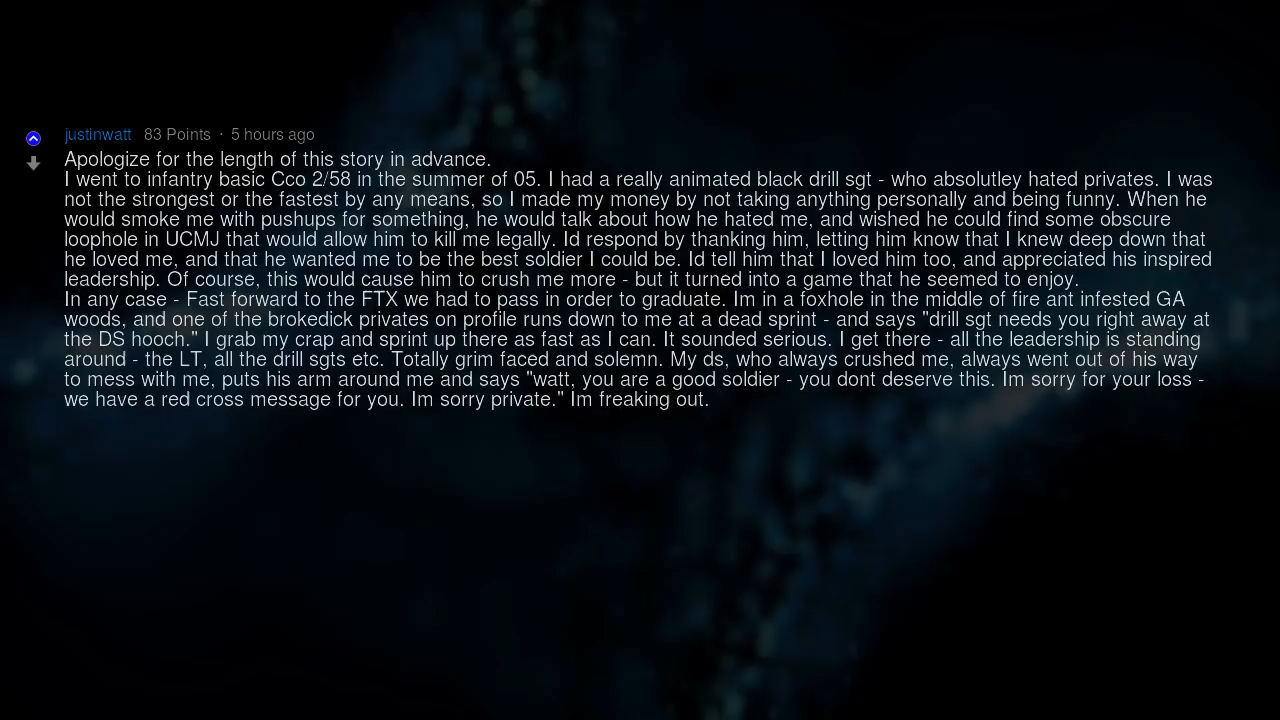 justinwatt 83 Points · 5 hours ago
Apologize for the length of this story in advance.
I went to infantry basic Cco 2/58 in the summer of 05. I had a really animated black drill sgt - who absolutley hated privates. I was
not the strongest or the fastest by any means, so I made my money by not taking anything personally and being funny. When he
would smoke me with pushups for something, he would talk about how he hated me, and wished he could find some obscure
loophole in UCMJ that would allow him to kill me legally. Id respond by thanking him, letting him know that I knew deep down that
he loved me, and that he wanted me to be the best soldier I could be. Id tell him that I loved him too, and appreciated his inspired
leadership. Of course, this would cause him to crush me more - but it turned into a game that he seemed to enjoy.
In any case - Fast forward to the FTX we had to pass in order to graduate. Im in a foxhole in the middle of fire ant infested GA
woods, and one of the brokedick privates on profile runs down to me at a dead sprint - and says "drill sgt needs you right away at
the DS hooch." I grab my crap and sprint up there as fast as I can. It sounded serious. I get there - all the leadership is standing
around - the LT, all the drill sgts etc. Totally grim faced and solemn. My ds, who always crushed me, always went out of his way
to mess with me, puts his arm around me and says "watt, you are a good soldier - you dont deserve this. Im sorry for your loss -
we have a red cross message for you. Im sorry private." Im freaking out.